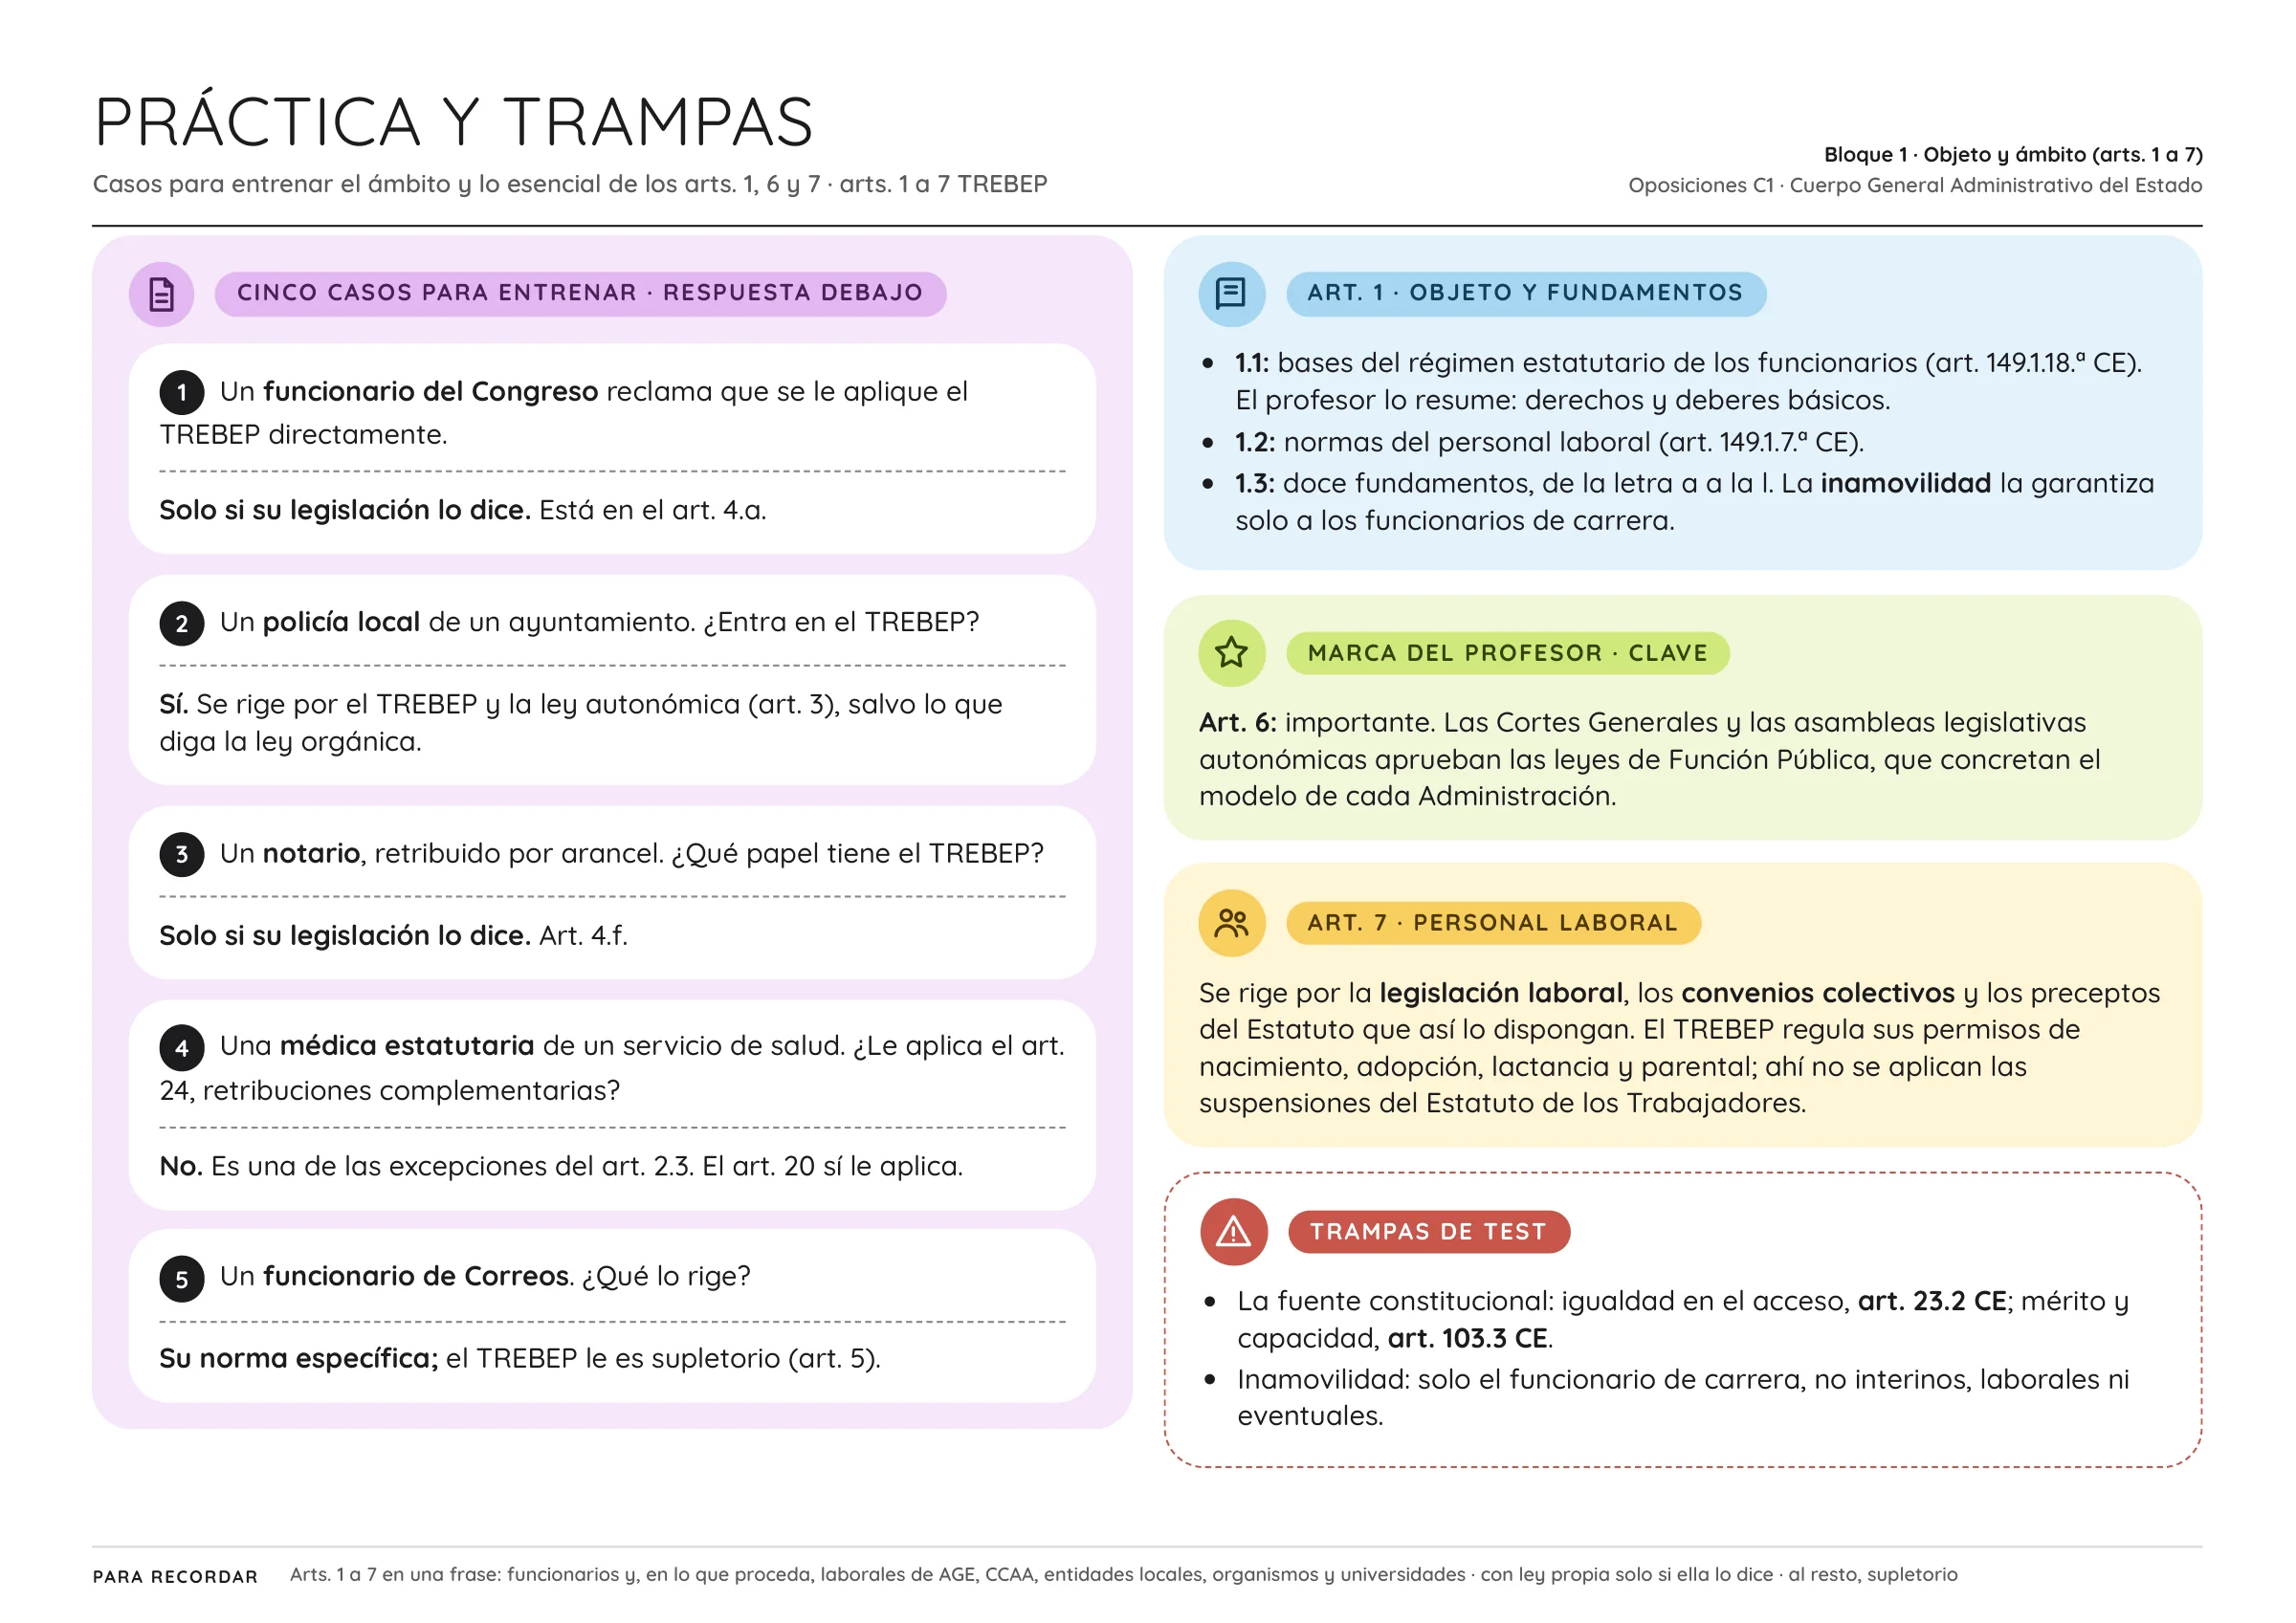 PRÁCTICA Y TRAMPAS
Casos para entrenar el ámbito y lo esencial de los arts. 1, 6 y 7 · arts. 1 a 7 TREBEP
Bloque 1 · Objeto y ámbito (arts. 1 a 7)
Oposiciones C1 · Cuerpo General Administrativo del Estado
CINCO CASOS PARA ENTRENAR · RESPUESTA DEBAJO
1 Un funcionario del Congreso reclama que se le aplique el
TREBEP directamente.
Solo si su legislación lo dice. Está en el art. 4.a.
2 Un policía local de un ayuntamiento. ¿Entra en el TREBEP?
Sí. Se rige por el TREBEP y la ley autonómica (art. 3), salvo lo que
diga la ley orgánica.
3 Un notario, retribuido por arancel. ¿Qué papel tiene el TREBEP?
Solo si su legislación lo dice. Art. 4.f.
4 Una médica estatutaria de un servicio de salud. ¿Le aplica el art.
24, retribuciones complementarias?
No. Es una de las excepciones del art. 2.3. El art. 20 sí le aplica.
5 Un funcionario de Correos. ¿Qué lo rige?
Su norma específica; el TREBEP le es supletorio (art. 5).
ART. 1 · OBJETO Y FUNDAMENTOS
• 1.1: bases del régimen estatutario de los funcionarios (art. 149.1.18.ª CE).
El profesor lo resume: derechos y deberes básicos.
• 1.2: normas del personal laboral (art. 149.1.7.ª CE).
• 1.3: doce fundamentos, de la letra a a la l. La inamovilidad la garantiza
solo a los funcionarios de carrera.
MARCA DEL PROFESOR · CLAVE
Art. 6: importante. Las Cortes Generales y las asambleas legislativas
autonómicas aprueban las leyes de Función Pública, que concretan el
modelo de cada Administración.
ART. 7 · PERSONAL LABORAL
Se rige por la legislación laboral, los convenios colectivos y los preceptos
del Estatuto que así lo dispongan. El TREBEP regula sus permisos de
nacimiento, adopción, lactancia y parental; ahí no se aplican las
suspensiones del Estatuto de los Trabajadores.
TRAMPAS DE TEST
• La fuente constitucional: igualdad en el acceso, art. 23.2 CE; mérito y
capacidad, art. 103.3 CE.
• Inamovilidad: solo el funcionario de carrera, no interinos, laborales ni
eventuales.
PARA RECORDAR Arts. 1 a 7 en una frase: funcionarios y, en lo que proceda, laborales de AGE, CCAA, entidades locales, organismos y universidades · con ley propia solo si ella lo dice · al resto, supletorio